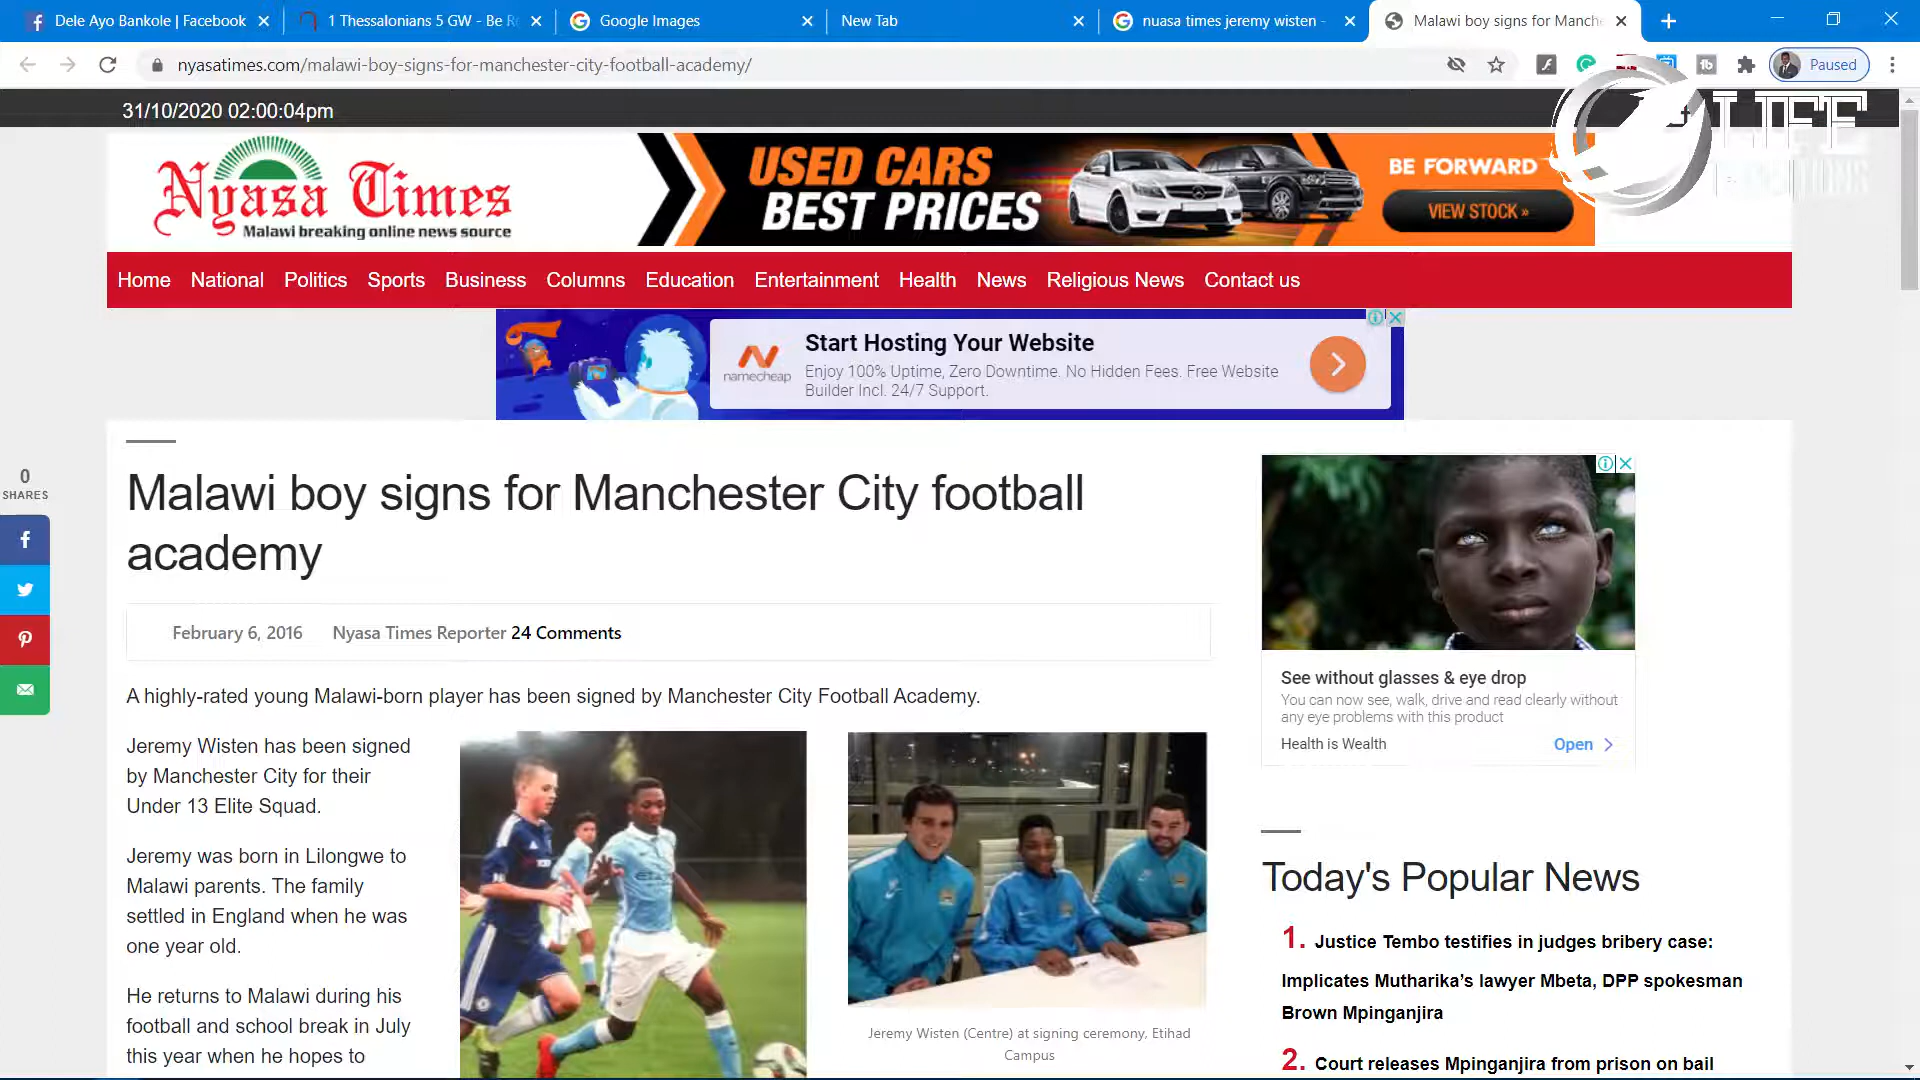 Dele Ayo Bankole | Facebook
1 Thessalonians 5 GW - Be R
Google Images
New Tab
nuasa times jeremy wisten -
Malawi boy signs for Manch
nyasatimes.com/malawi-boy-signs-for-manchester-city-football-academy/
Paused
31/10/2020 02:00:04pm
LIFE
Nyasa Times
Malawi breaking online news source
USED CARS
BEST PRICES
BE FORWARD
VIEW STOCK »
Home National Politics Sports Business Columns Education Entertainment Health News Religious News Contact us
namecheap
Start Hosting Your Website
Enjoy 100% Uptime, Zero Downtime. No Hidden Fees. Free Website
Builder Incl. 24/7 Support.
0
SHARES
Malawi boy signs for Manchester City football
academy
February 6, 2016 Nyasa Times Reporter 24 Comments
A highly-rated young Malawi-born player has been signed by Manchester City Football Academy.
Jeremy Wisten has been signed
by Manchester City for their
Under 13 Elite Squad.
Jeremy was born in Lilongwe to
Malawi parents. The family
settled in England when he was
one year old.
He returns to Malawi during his
football and school break in July
this year when he hopes to
Jeremy Wisten (Centre) at signing ceremony, Etihad
Campus
See without glasses & eye drop
You can now see, walk, drive and read clearly without
any eye problems with this product
Health is Wealth
Open
Today's Popular News
1. Justice Tembo testifies in judges bribery case:
Implicates Mutharika’s lawyer Mbeta, DPP spokesman
Brown Mpinganjira
2. Court releases Mpinganjira from prison on bail